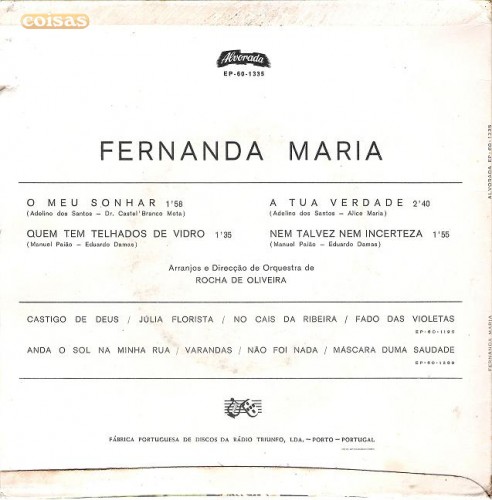 coisas
Alvorada
EP-60-1335
FERNANDA MARIA
O MEU SONHAR 1'58
(Adelino dos Santos - Dr. Castel'Branco Mota)
QUEM TEM TELHADOS DE VIDRO 1'35
(Manuel Paião - Eduardo Damas)
A TUA VERDADE 2'40
(Adelino dos Santos - Alice Maria)
NEM TALVEZ NEM INCERTEZA 1'55
(Manuel Paião - Eduardo Damas)
Arranjos e Direcção de Orquestra de
ROCHA DE OLIVEIRA
CASTIGO DE DEUS / JÚLIA FLORISTA / NO CAIS DA RIBEIRA / FADO DAS VIOLETAS
ANDA O SOL NA MINHA RUA / VARANDAS / NÃO FOI NADA / MÁSCARA DUMA SAUDADE
FÁBRICA PORTUGUESA DE DISCOS DA RÁDIO TRIUNFO, LDA. - PORTO - PORTUGAL
ALVORADA EP-60-1335
FERNANDA MARIA